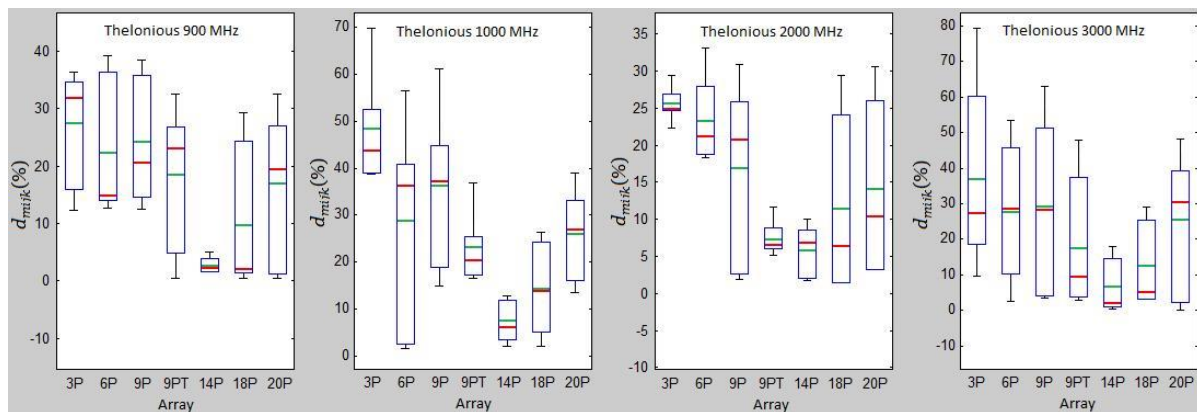 Thelonious 900 MHz
d_miik(%)
40
30
20
10
0
-10
3P 6P 9P 9PT 14P 18P 20P
Array
Thelonious 1000 MHz
d_miik(%)
70
60
50
40
30
20
10
0
3P 6P 9P 9PT 14P 18P 20P
Array
Thelonious 2000 MHz
d_miik(%)
35
30
25
20
15
10
5
0
-5
-10
3P 6P 9P 9PT 14P 18P 20P
Array
Thelonious 3000 MHz
d_miik(%)
80
70
60
50
40
30
20
10
0
-10
3P 6P 9P 9PT 14P 18P 20P
Array